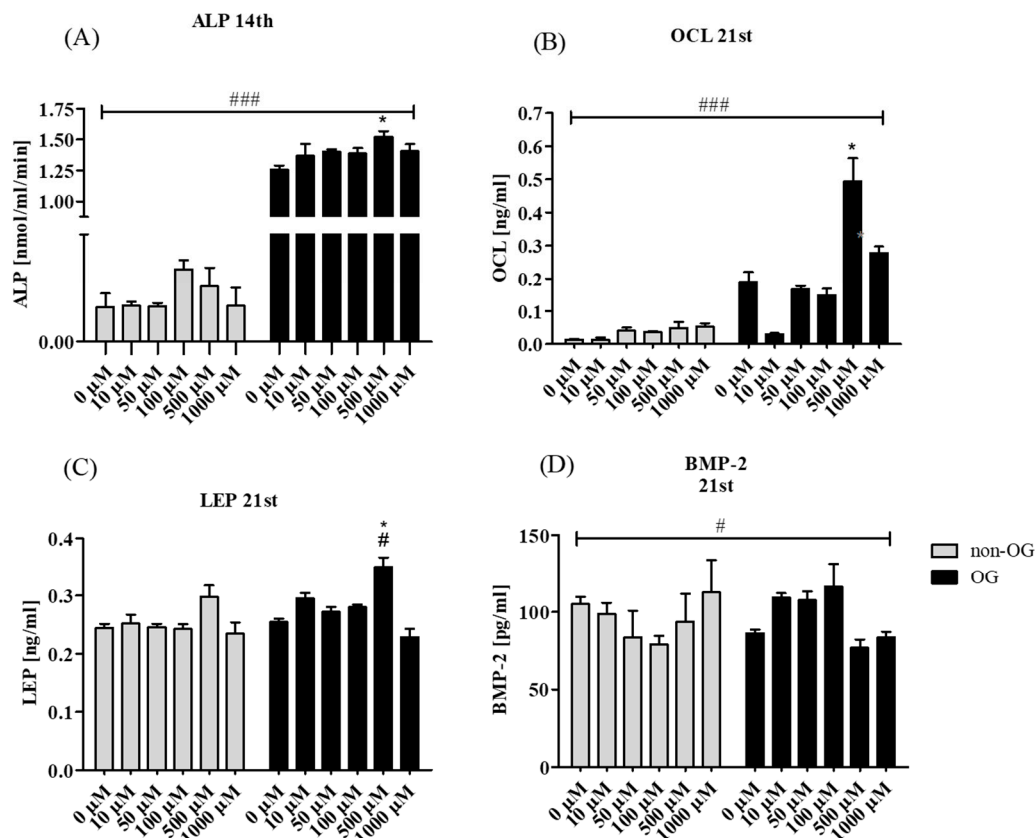 (A)
ALP 14th
###
*
ALP [nmol/ml/min]
1.75
1.50
1.25
1.00
0.00
0 µM
10 µM
50 µM
100 µM
500 µM
1000 µM
0 µM
10 µM
50 µM
100 µM
500 µM
1000 µM
(B)
OCL 21st
###
*
*
OCL [ng/ml]
0.7
0.6
0.5
0.4
0.3
0.2
0.1
0.0
0 µM
10 µM
50 µM
100 µM
500 µM
1000 µM
0 µM
10 µM
50 µM
100 µM
500 µM
1000 µM
(C)
LEP 21st
*
#
LEP [ng/ml]
0.4
0.3
0.2
0.1
0.0
0 µM
10 µM
50 µM
100 µM
500 µM
1000 µM
0 µM
10 µM
50 µM
100 µM
500 µM
1000 µM
(D)
BMP-2
21st
#
BMP-2 [pg/ml]
150
100
50
0
0 µM
10 µM
50 µM
100 µM
500 µM
1000 µM
0 µM
10 µM
50 µM
100 µM
500 µM
1000 µM
non-OG
OG